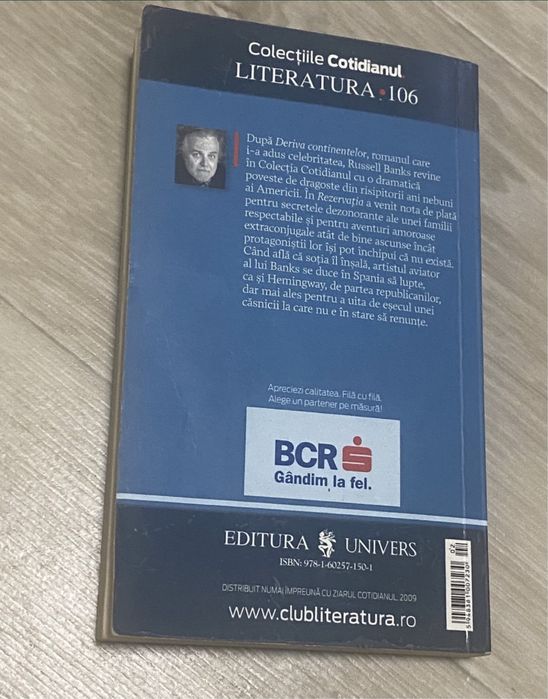 Colecțiile Cotidianul
LITERATURA • 106
După Deriva continentelor, romanul care
i-a adus celebritatea, Russell Banks revine
în Colecția Cotidianul cu o dramatică
poveste de dragoste din risipitorii ani nebuni
ai Americii. În Rezervația a venit nota de plată
pentru secretele dezonorante ale unei familii
respectabile și pentru aventuri amoroase
extraconjugale atât de bine ascunse încât
protagoniștii lor își pot închipui că nu există.
Când află că soția îl înșală, artistul aviator
al lui Banks se duce în Spania să lupte,
ca și Hemingway, de partea republicanilor,
dar mai ales pentru a uita de eșecul unei
căsnicii la care nu e în stare să renunțe.
Apreciezi calitatea. Filă cu filă.
Alege un partener pe măsură!
BCR
Gândim la fel.
EDITURA UNIVERS
ISBN: 978-1-60257-150-1
DISTRIBUIT NUMAI ÎMPREUNĂ CU ZIARUL COTIDIANUL, 2009
www.clubliteratura.ro
02
5948381007230